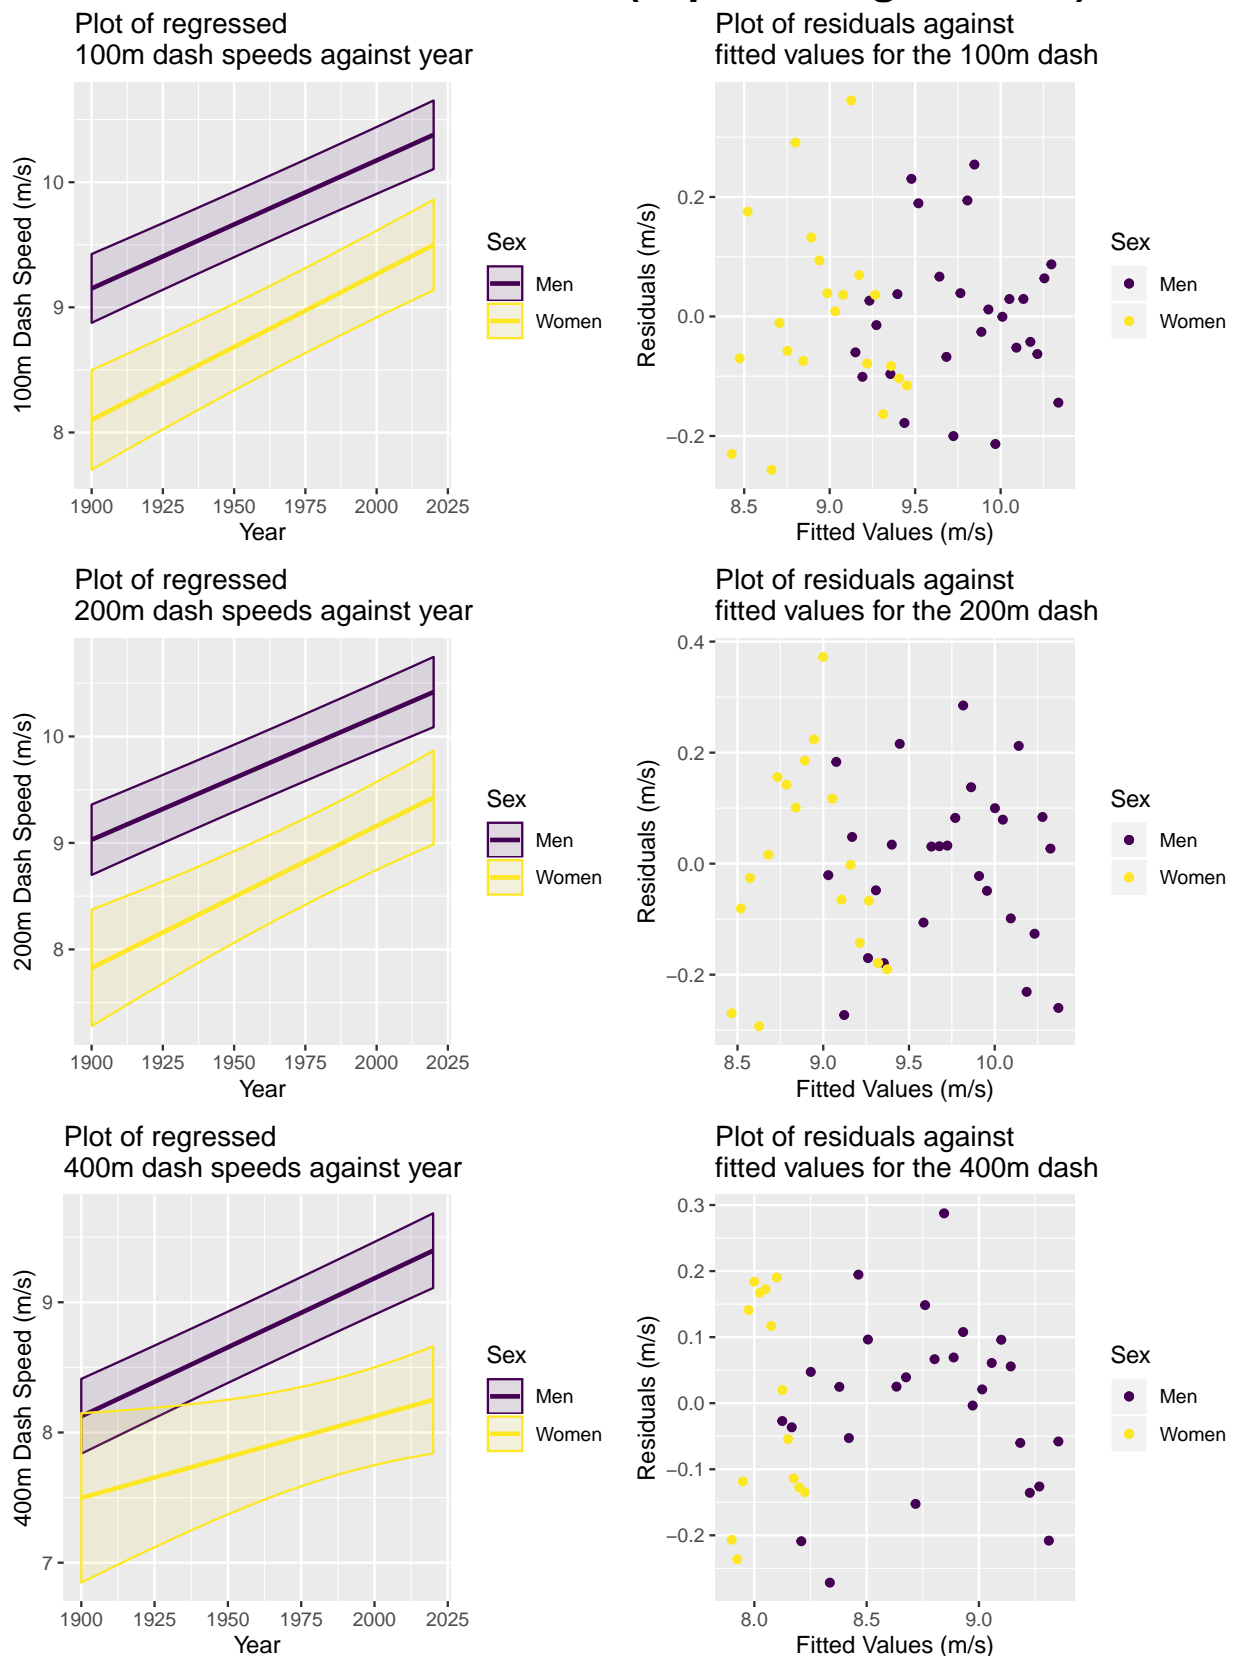 Plot of regressed
100m dash speeds against year
100m Dash Speed (m/s)
10
9
8
1900 1925 1950 1975 2000 2025
Year
Sex
Men
Women
Plot of residuals against
fitted values for the 100m dash
Residuals (m/s)
0.2
0.0
−0.2
8.5 9.0 9.5 10.0
Fitted Values (m/s)
Sex
Men
Women
Plot of regressed
200m dash speeds against year
200m Dash Speed (m/s)
10
9
8
1900 1925 1950 1975 2000 2025
Year
Sex
Men
Women
Plot of residuals against
fitted values for the 200m dash
Residuals (m/s)
0.4
0.2
0.0
−0.2
8.5 9.0 9.5 10.0
Fitted Values (m/s)
Sex
Men
Women
Plot of regressed
400m dash speeds against year
400m Dash Speed (m/s)
9
8
7
1900 1925 1950 1975 2000 2025
Year
Sex
Men
Women
Plot of residuals against
fitted values for the 400m dash
Residuals (m/s)
0.3
0.2
0.1
0.0
−0.1
−0.2
8.0 8.5 9.0
Fitted Values (m/s)
Sex
Men
Women